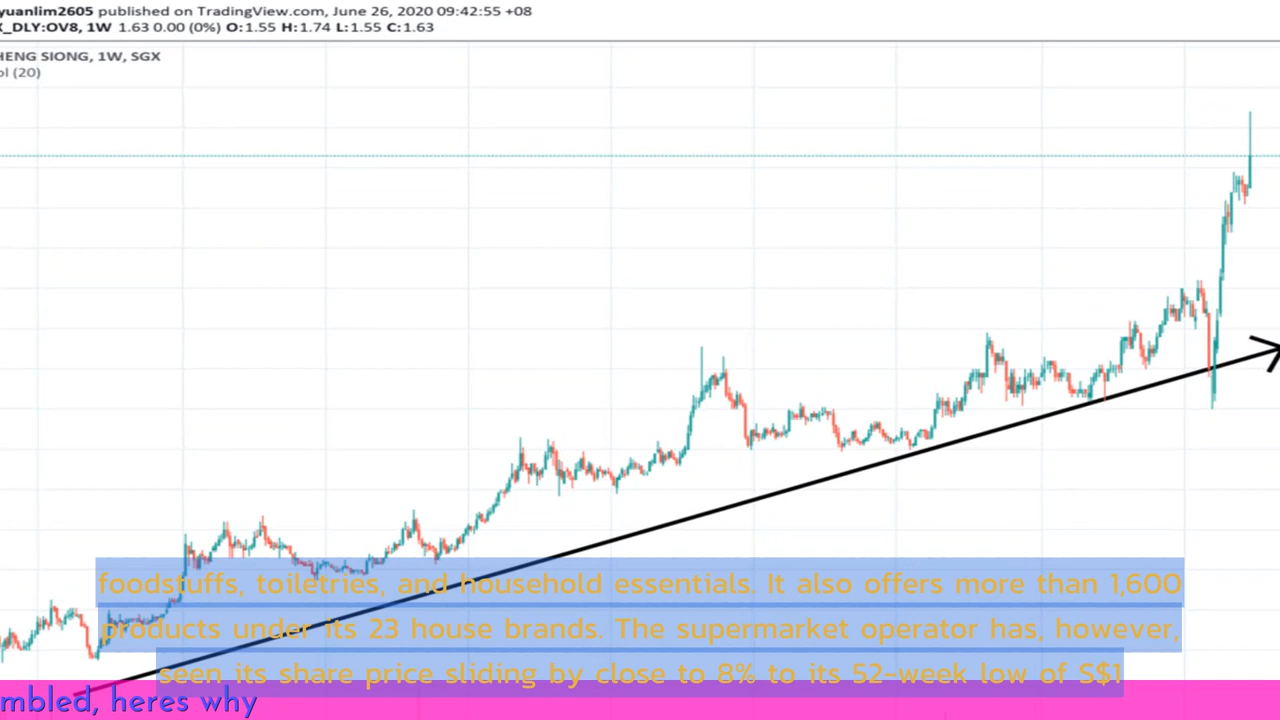 yuanlim2605 published on TradingView.com, June 26, 2020 09:42:55 +08
X_DLY:OV8, 1W 1.63 0.00 (0%) O:1.55 H:1.74 L:1.55 C:1.63
HENG SIONG, 1W, SGX
ol (20)
foodstuffs, toiletries, and household essentials. It also offers more than 1,600
products under its 23 house brands. The supermarket operator has, however,
seen its share price sliding by close to 8% to its 52-week low of S$1
mbled, heres why